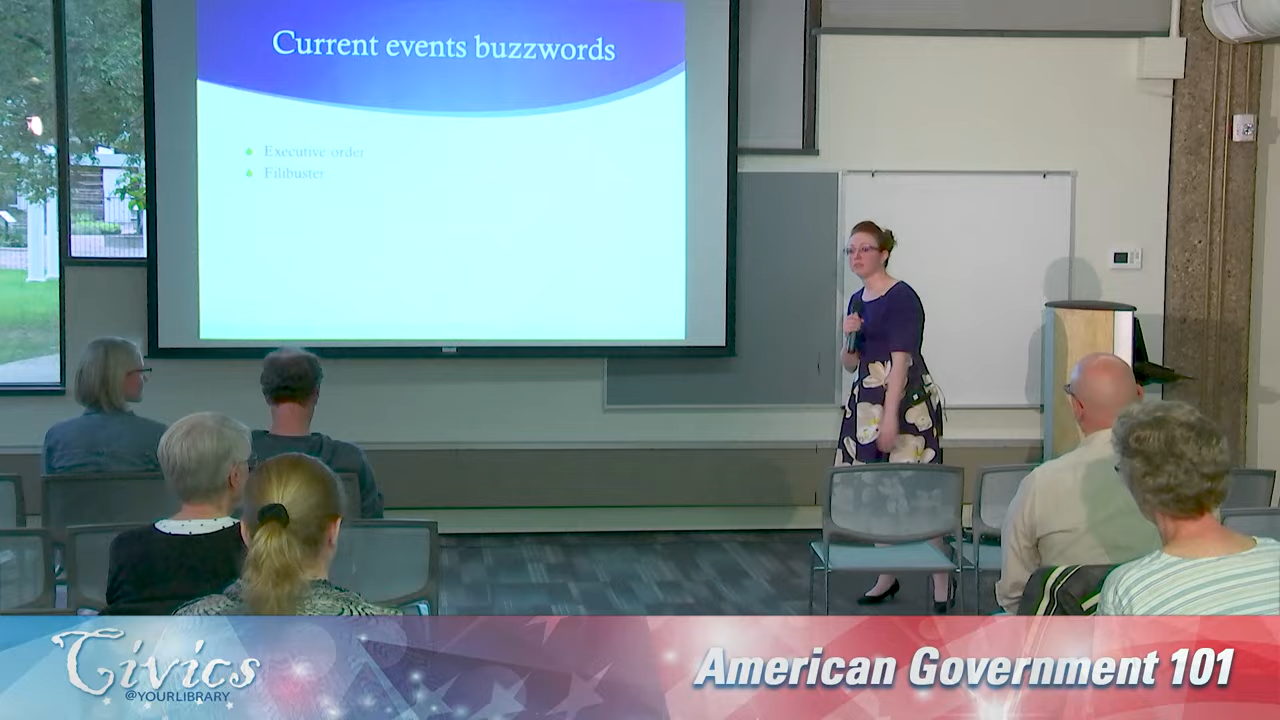 Current events buzzwords
Executive order
Filibuster
Civics
@YOURLIBRARY
American Government 101